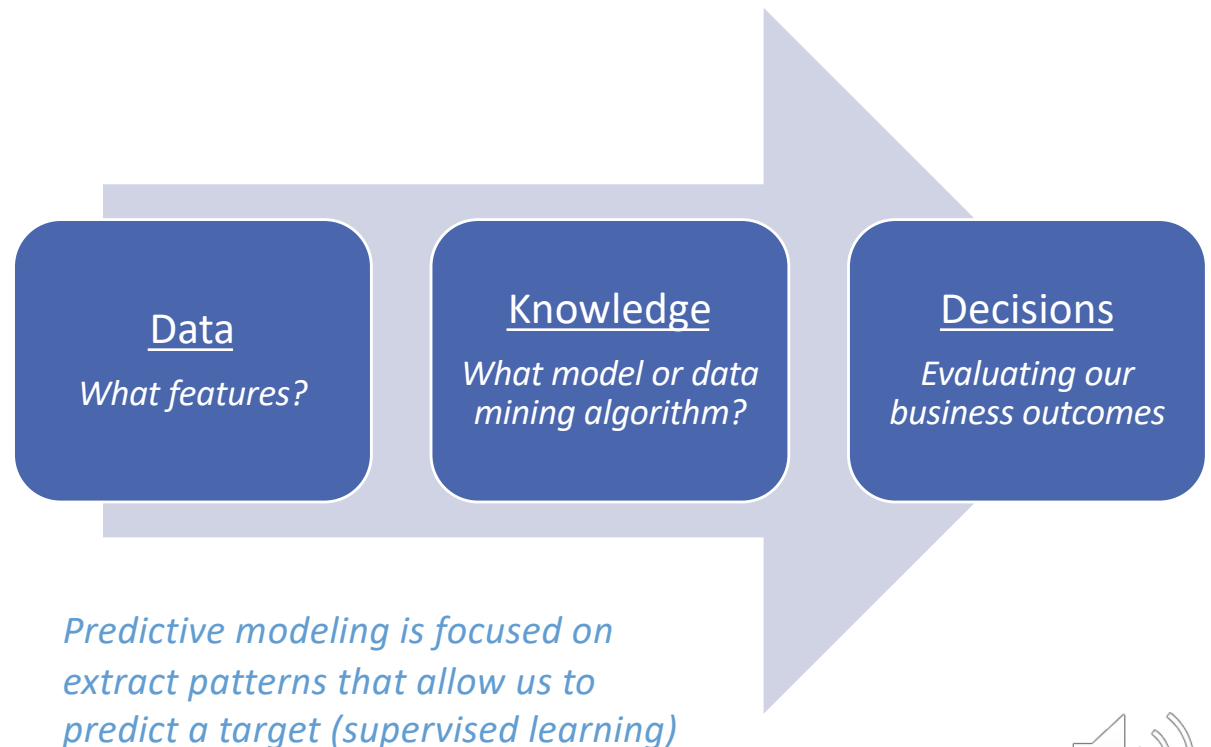 Data
What features?
Knowledge
What model or data
mining algorithm?
Decisions
Evaluating our
business outcomes
Predictive modeling is focused on
extract patterns that allow us to
predict a target (supervised learning)